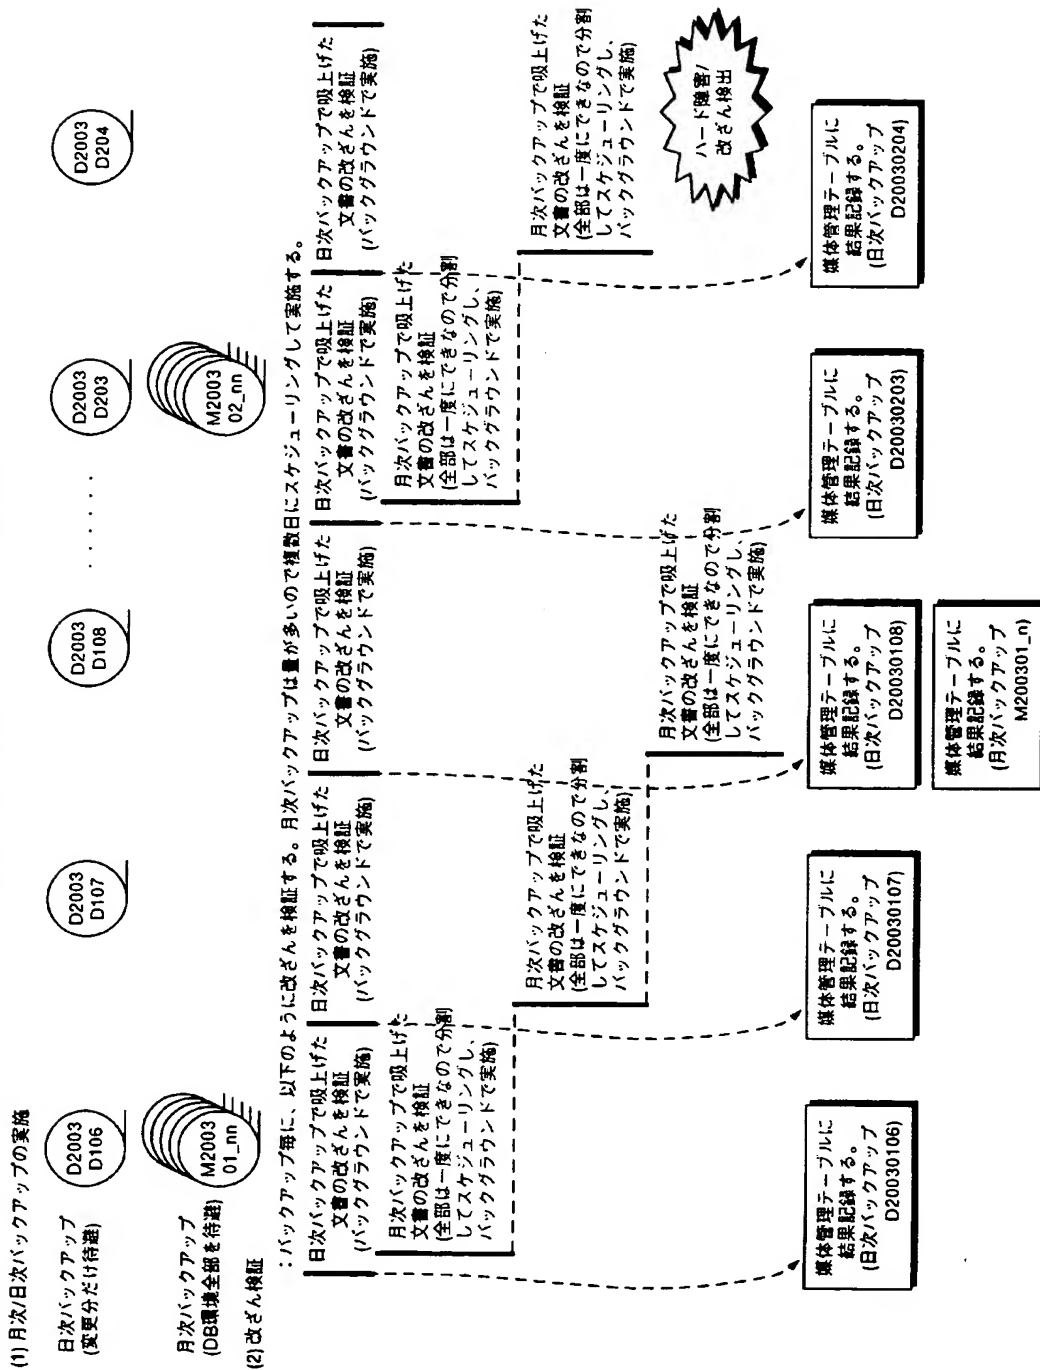 (1) 月次/日次バックアップの実施
日次バックアップ
(変更分だけ待避)
D2003
D106
D2003
D107
D2003
D108
・・・・・・
D2003
D203
D2003
D204
月次バックアップ
(DB環境全部を待避)
M2003
01_nn
M2003
02_nn
(2) 改ざん検証
:バックアップ毎に、以下のように改ざんを検証する。月次バックアップは量が多いので複数日にスケジューリングして実施する。
日次バックアップで吸上げた
文書の改ざんを検証
(バックグラウンドで実施)
日次バックアップで吸上げた
文書の改ざんを検証
(バックグラウンドで実施)
日次バックアップで吸上げた
文書の改ざんを検証
(バックグラウンドで実施)
日次バックアップで吸上げた
文書の改ざんを検証
(バックグラウンドで実施)
日次バックアップで吸上げた
文書の改ざんを検証
(バックグラウンドで実施)
月次バックアップで吸上げた
文書の改ざんを検証
(全部は一度にできなので分割
してスケジューリングし、
バックグラウンドで実施)
月次バックアップで吸上げた
文書の改ざんを検証
(全部は一度にできなので分割
してスケジューリングし、
バックグラウンドで実施)
月次バックアップで吸上げた
文書の改ざんを検証
(全部は一度にできなので分割
してスケジューリングし、
バックグラウンドで実施)
月次バックアップで吸上げた
文書の改ざんを検証
(全部は一度にできなので分割
してスケジューリングし、
バックグラウンドで実施)
月次バックアップで吸上げた
文書の改ざんを検証
(全部は一度にできなので分割
してスケジューリングし、
バックグラウンドで実施)
ハード障害/
改ざん検出
媒体管理テーブルに
結果記録する。
(日次バックアップ
D20030106)
媒体管理テーブルに
結果記録する。
(日次バックアップ
D20030107)
媒体管理テーブルに
結果記録する。
(日次バックアップ
D20030108)
媒体管理テーブルに
結果記録する。
(日次バックアップ
D20030203)
媒体管理テーブルに
結果記録する。
(日次バックアップ
D20030204)
媒体管理テーブルに
結果記録する。
(月次バックアップ
M200301_n)